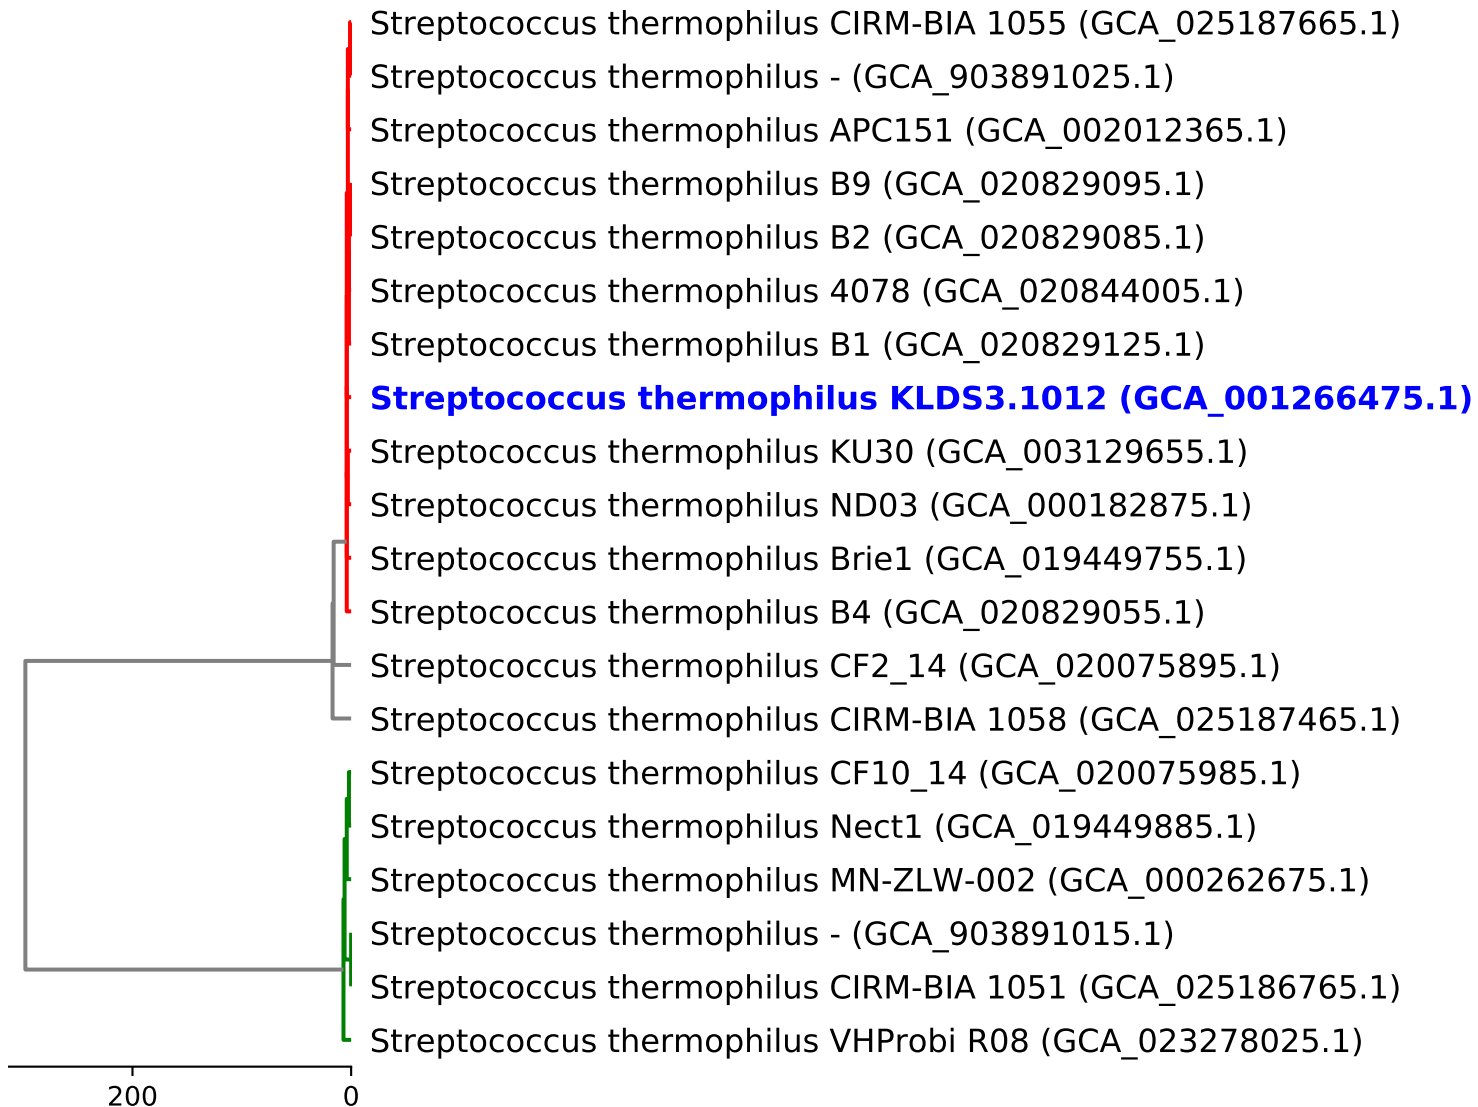 Streptococcus thermophilus CIRM-BIA 1055 (GCA_025187665.1)
Streptococcus thermophilus - (GCA_903891025.1)
Streptococcus thermophilus APC151 (GCA_002012365.1)
Streptococcus thermophilus B9 (GCA_020829095.1)
Streptococcus thermophilus B2 (GCA_020829085.1)
Streptococcus thermophilus 4078 (GCA_020844005.1)
Streptococcus thermophilus B1 (GCA_020829125.1)
Streptococcus thermophilus KLDS3.1012 (GCA_001266475.1)
Streptococcus thermophilus KU30 (GCA_003129655.1)
Streptococcus thermophilus ND03 (GCA_000182875.1)
Streptococcus thermophilus Brie1 (GCA_019449755.1)
Streptococcus thermophilus B4 (GCA_020829055.1)
Streptococcus thermophilus CF2_14 (GCA_020075895.1)
Streptococcus thermophilus CIRM-BIA 1058 (GCA_025187465.1)
Streptococcus thermophilus CF10_14 (GCA_020075985.1)
Streptococcus thermophilus Nect1 (GCA_019449885.1)
Streptococcus thermophilus MN-ZLW-002 (GCA_000262675.1)
Streptococcus thermophilus - (GCA_903891015.1)
Streptococcus thermophilus CIRM-BIA 1051 (GCA_025186765.1)
Streptococcus thermophilus VHProbi R08 (GCA_023278025.1)
200 0